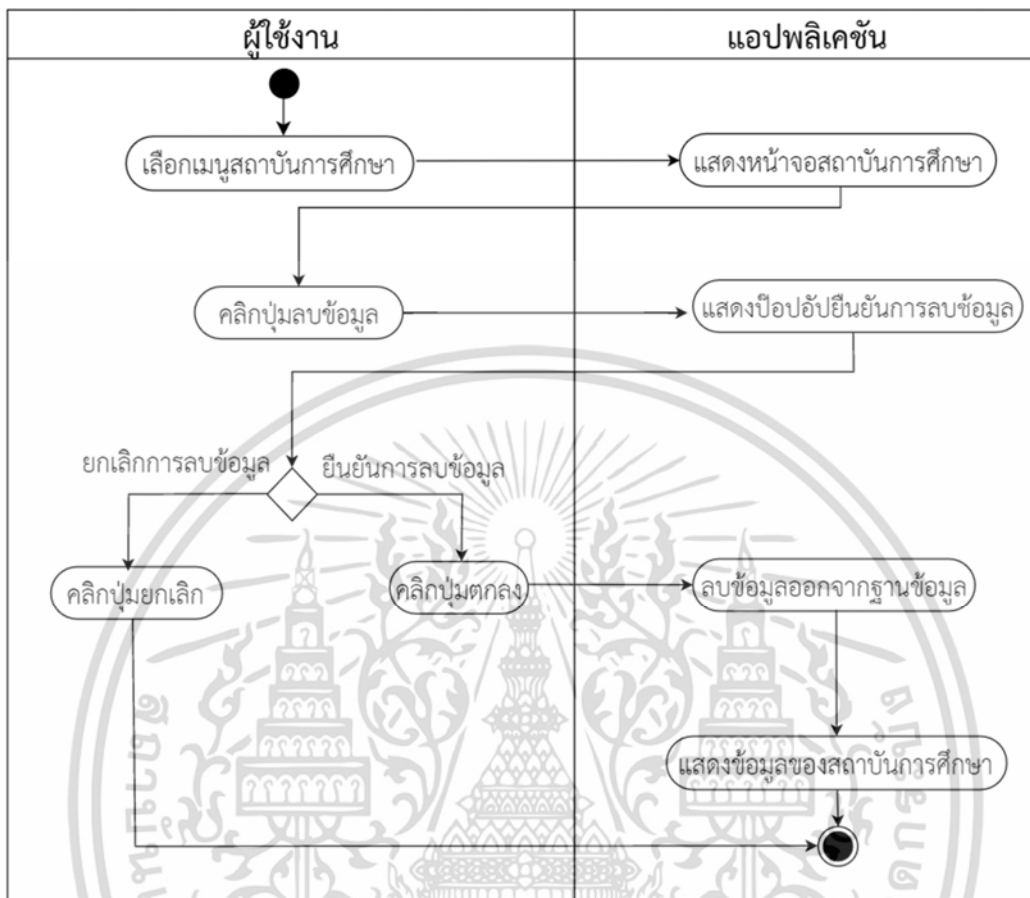 ผู้ใช้งาน
แอปพลิเคชัน
เลือกเมนูสถาบันการศึกษา
แสดงหน้าจอสถาบันการศึกษา
คลิกปุ่มลบข้อมูล
แสดงป๊อปอัปยืนยันการลบช้อมูล
ยกเลิกการลบข้อมูล
ยืนยันการลบข้อมูล
คลิกปุ่มยกเลิก
คลิกปุ่มตกลง
ลบข้อมูลออกจากฐานข้อมูล
แสดงข้อมูลของสถาบันการศึกษา